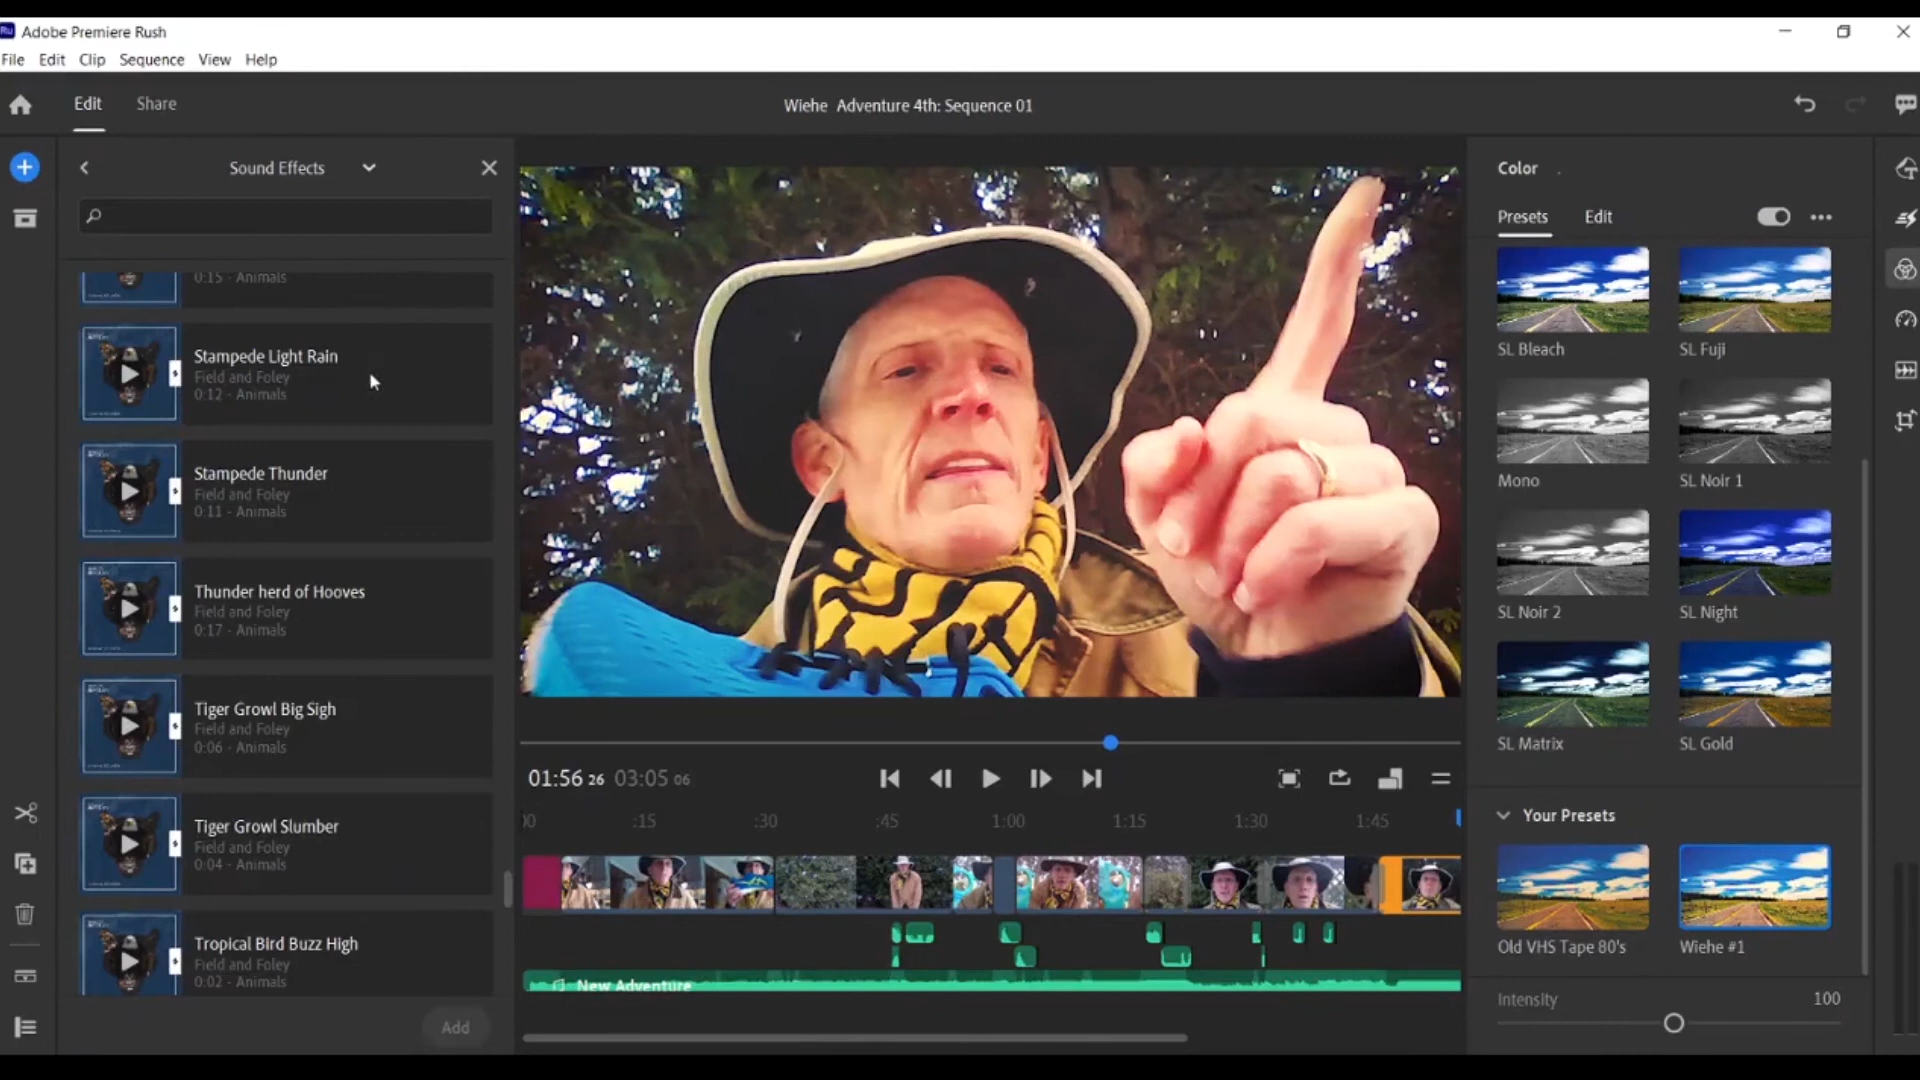 Ru Adobe Premiere Rush
File Edit Clip Sequence View Help
Edit Share
Wiehe Adventure 4th: Sequence 01
Sound Effects
0:15 - Animals
Stampede Light Rain
Field and Foley
0:12 - Animals
Stampede Thunder
Field and Foley
0:11 - Animals
Thunder herd of Hooves
Field and Foley
0:17 - Animals
Tiger Growl Big Sigh
Field and Foley
0:06 - Animals
Tiger Growl Slumber
Field and Foley
0:04 - Animals
Tropical Bird Buzz High
Field and Foley
0:02 - Animals
Add
01:56 26 03:05 06
00 :15 :30 :45 1:00 1:15 1:30 1:45
New Adventure
Color
Presets Edit
SL Bleach SL Fuji
Mono SL Noir 1
SL Noir 2 SL Night
SL Matrix SL Gold
Your Presets
Old VHS Tape 80's Wiehe #1
Intensity 100